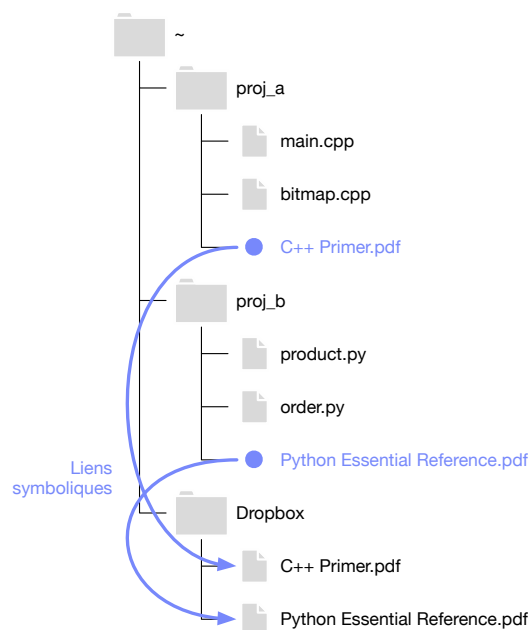 ~
proj_a
main.cpp
bitmap.cpp
C++ Primer.pdf
proj_b
product.py
order.py
Python Essential Reference.pdf
Liens
symboliques
Dropbox
C++ Primer.pdf
Python Essential Reference.pdf